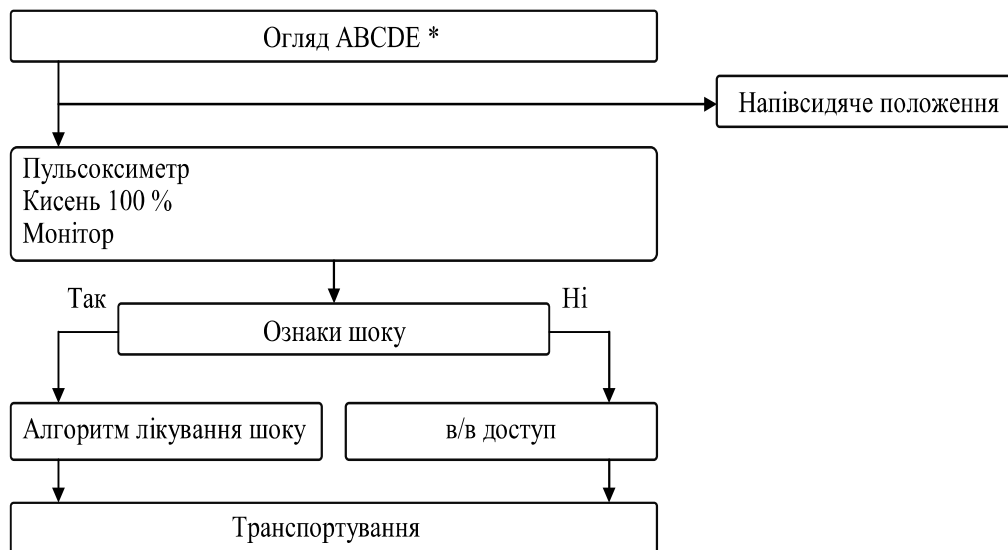 Огляд ABCDE *
Напівсидяче положення
Пульсоксиметр
Кисень 100 %
Монітор
Так
Ні
Ознаки шоку
Алгоритм лікування шоку
в/в доступ
Транспортування